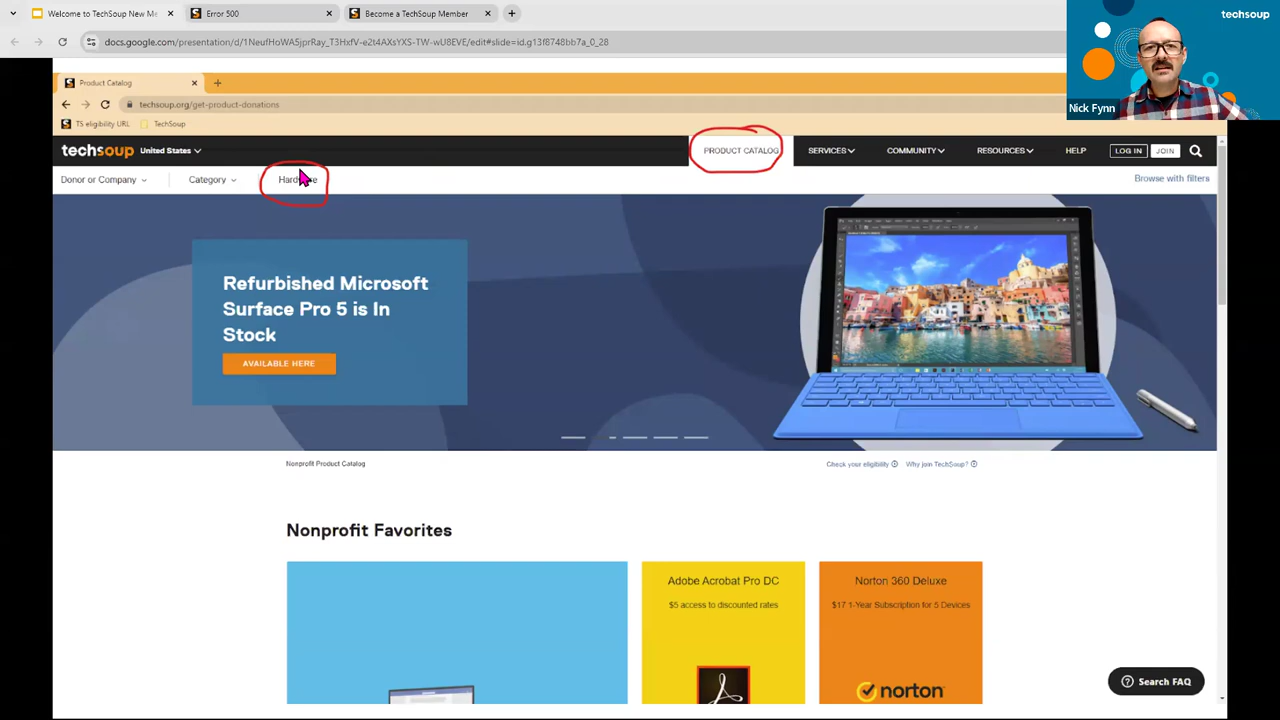 Welcome to TechSoup New Me
Error 500
Become a TechSoup Member
docs.google.com/presentation/d/1NeufHoWA5jprRay_T3HxfV-e2t4AXsYXS-TW-wU8EVE/edit#slide=id.g13f8748bb7a_0_28
techsoup
Nick Fynn
Product Catalog
techsoup.org/get-product-donations
TS eligibility URL
TechSoup
techsoup United States
PRODUCT CATALOG
SERVICES
COMMUNITY
RESOURCES
HELP
LOG IN
JOIN
Donor or Company
Category
Browse with filters
Refurbished Microsoft
Surface Pro 5 is In
Stock
AVAILABLE HERE
Nonprofit Product Catalog
Check your eligibility
Why join TechSoup?
Nonprofit Favorites
Adobe Acrobat Pro DC
$5 access to discounted rates
Norton 360 Deluxe
$17 1-Year Subscription for 5 Devices
norton
Search FAQ